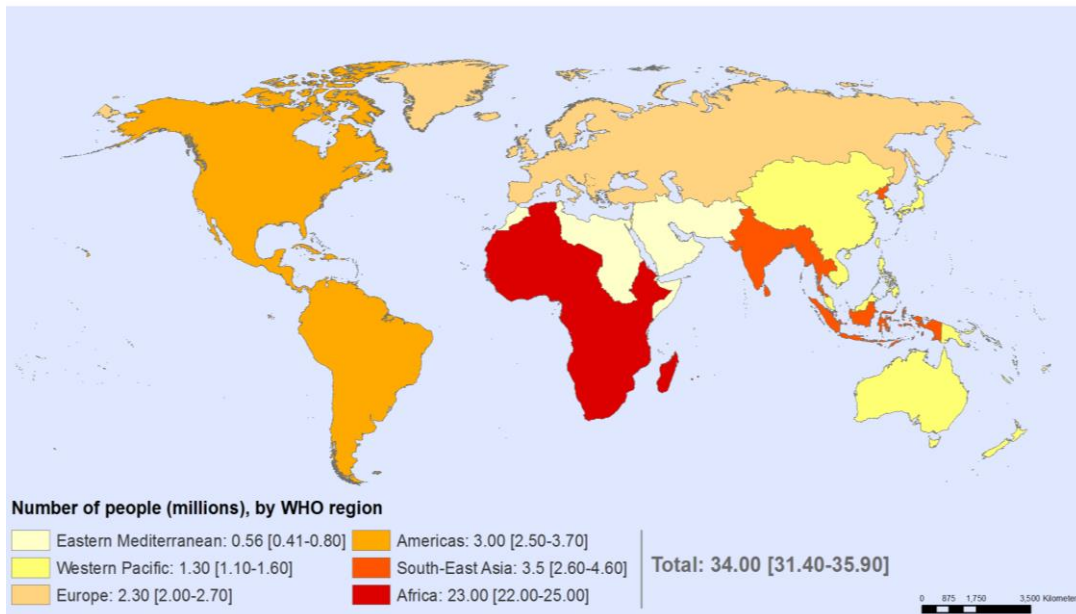 Number of people (millions), by WHO region
Eastern Mediterranean: 0.56 [0.41-0.80]
Americas: 3.00 [2.50-3.70]
Western Pacific: 1.30 [1.10-1.60]
South-East Asia: 3.5 [2.60-4.60]
Europe: 2.30 [2.00-2.70]
Africa: 23.00 [22.00-25.00]
Total: 34.00 [31.40-35.90]
0 875 1,750 3,500 Kilometer